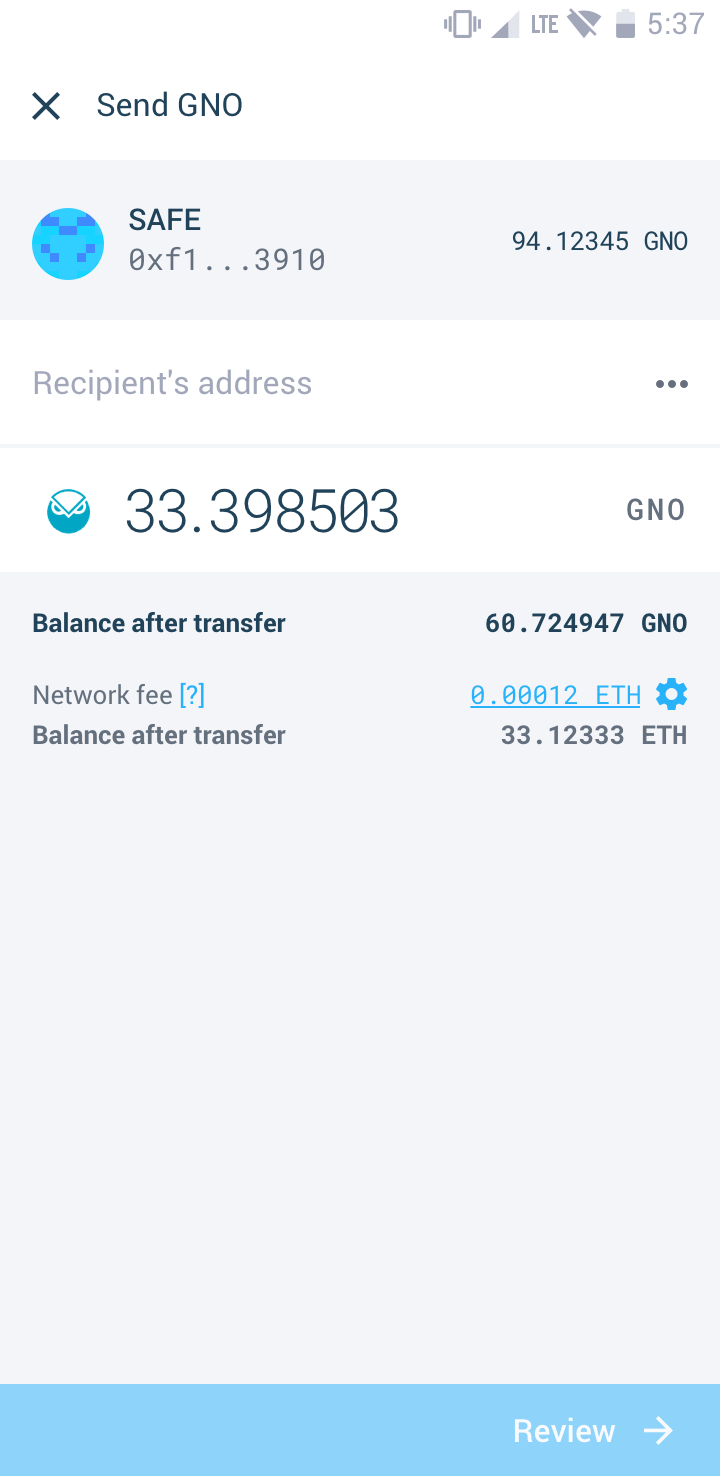 LTE 5:37
Send GNO
SAFE
0xf1...3910
94.12345 GNO
Recipient's address
33.398503 GNO
Balance after transfer 60.724947 GNO
Network fee [?] 0.00012 ETH
Balance after transfer 33.12333 ETH
Review